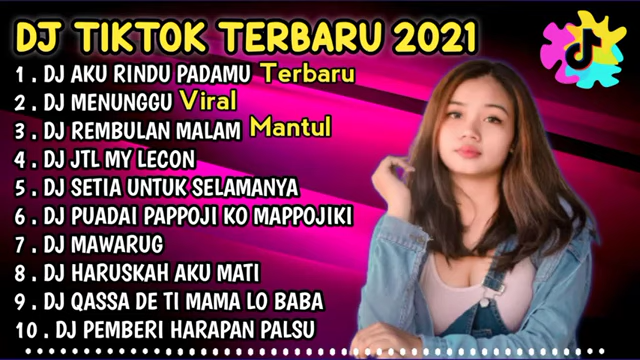 DJ TIKTOK TERBARU 2021
1 . DJ AKU RINDU PADAMU Terbaru
2 . DJ MENUNGGU Viral
3 . DJ REMBULAN MALAM Mantul
4 . DJ JTL MY LECON
5 . DJ SETIA UNTUK SELAMANYA
6 . DJ PUADAI PAPPOJI KO MAPPOJIKI
7 . DJ MAWARUG
8 . DJ HARUSKAH AKU MATI
9 . DJ QASSA DE TI MAMA LO BABA
10 . DJ PEMBERI HARAPAN PALSU